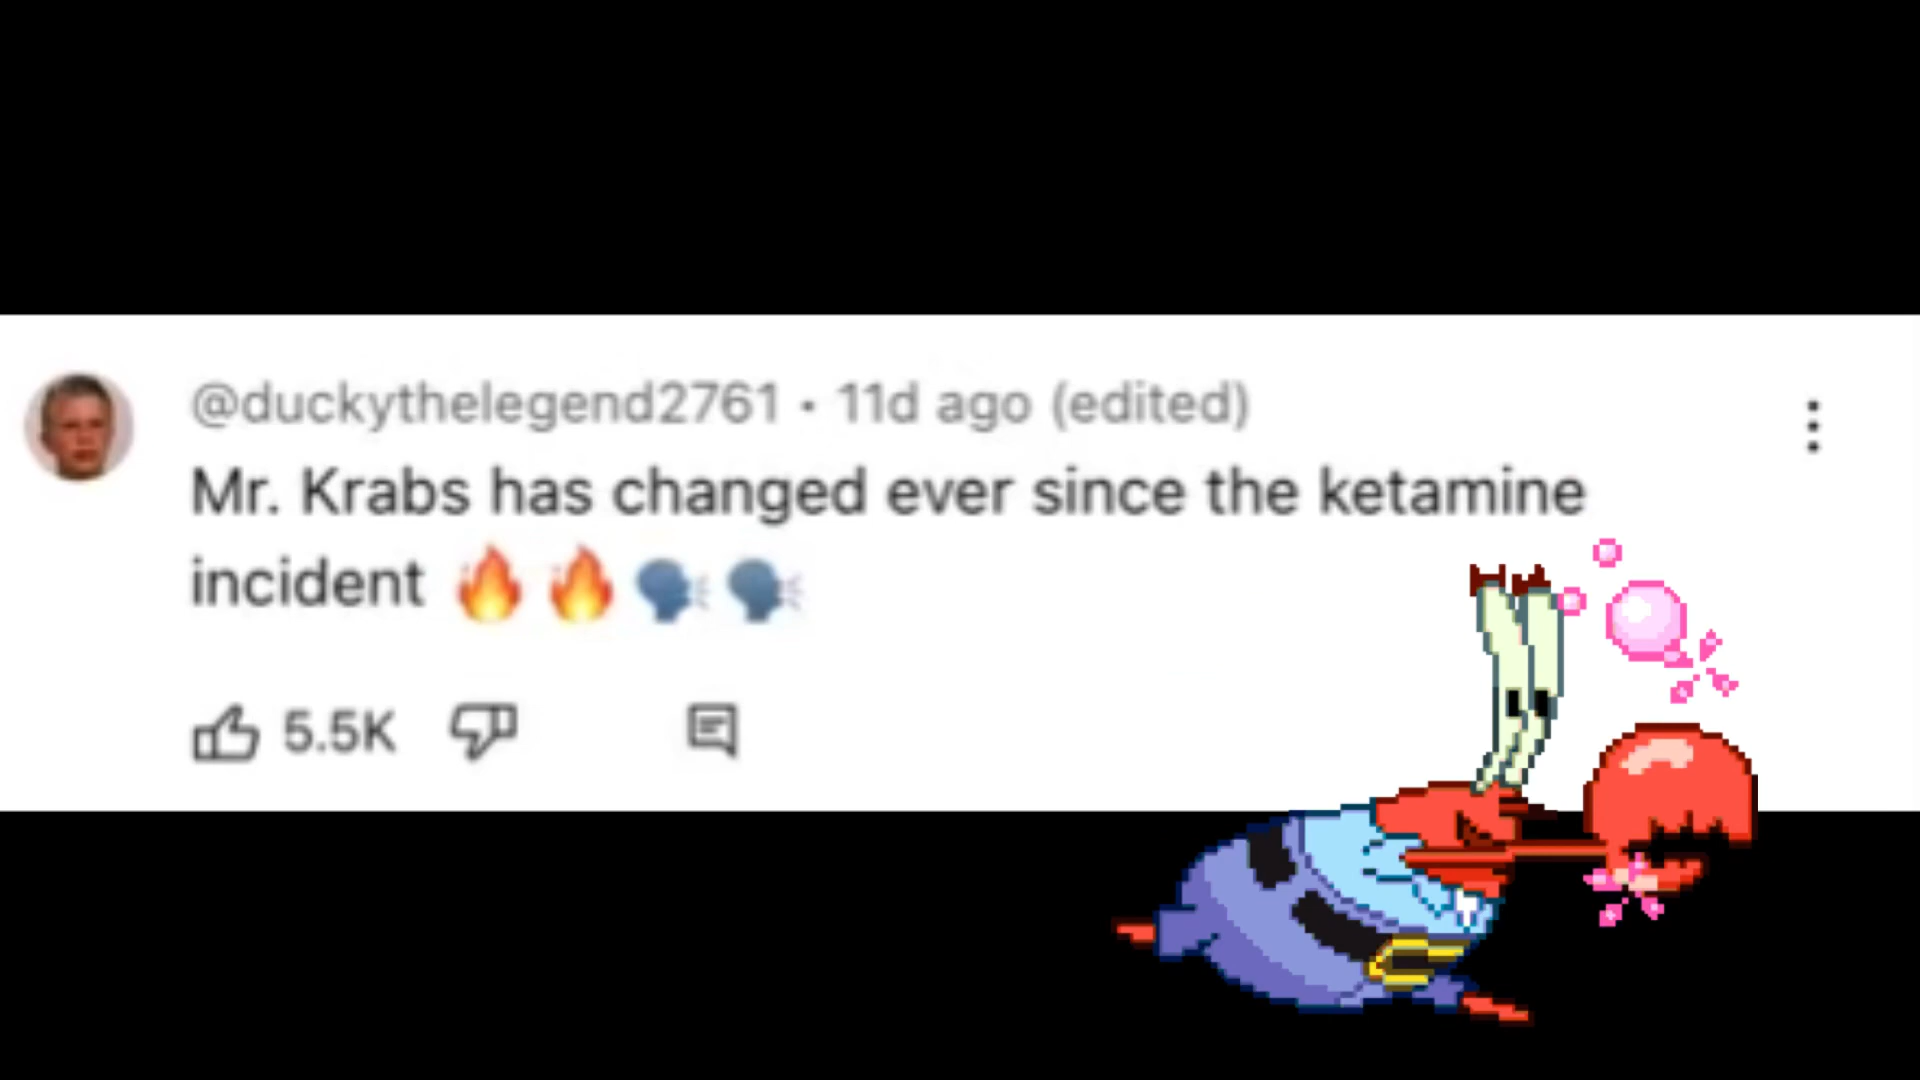 @duckythelegend2761 • 11d ago (edited)
Mr. Krabs has changed ever since the ketamine
incident 🔥🔥🗣️🗣️
5.5K